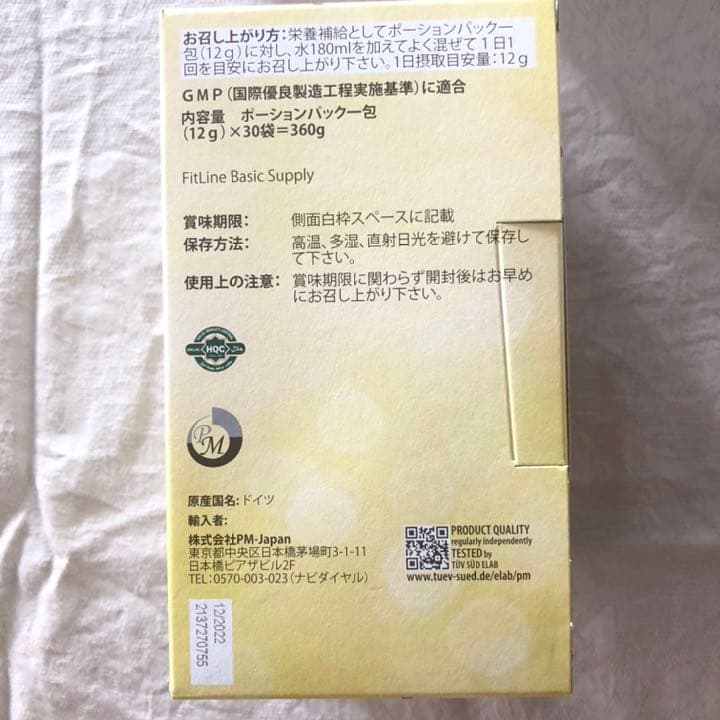 お召し上がり方：栄養補給としてポーションパック一
包（12ｇ）に対し、水180mlを加えてよく混ぜて１日1
回を目安にお召し上がり下さい。1日摂取目安量：12ｇ
ＧＭＰ（国際優良製造工程実施基準）に適合
内容量　ポーションパック一包
（12ｇ）×30袋＝360g
FitLine Basic Supply
賞味期限：　側面白枠スペースに記載
保存方法：　高温、多湿、直射日光を避けて保存し
て下さい。
使用上の注意：　賞味期限に関わらず開封後はお早め
にお召し上がり下さい。
HQC
PM
原産国名：ドイツ
輸入者：
株式会社PM-Japan
東京都中央区日本橋茅場町3-1-11
日本橋ピアザビル2F
TEL：0570-003-023（ナビダイヤル）
PRODUCT QUALITY
regularly independently
TESTED by
TÜV SÜD ELAB
www.tuev-sued.de/elab/pm
12/2022
2137270755